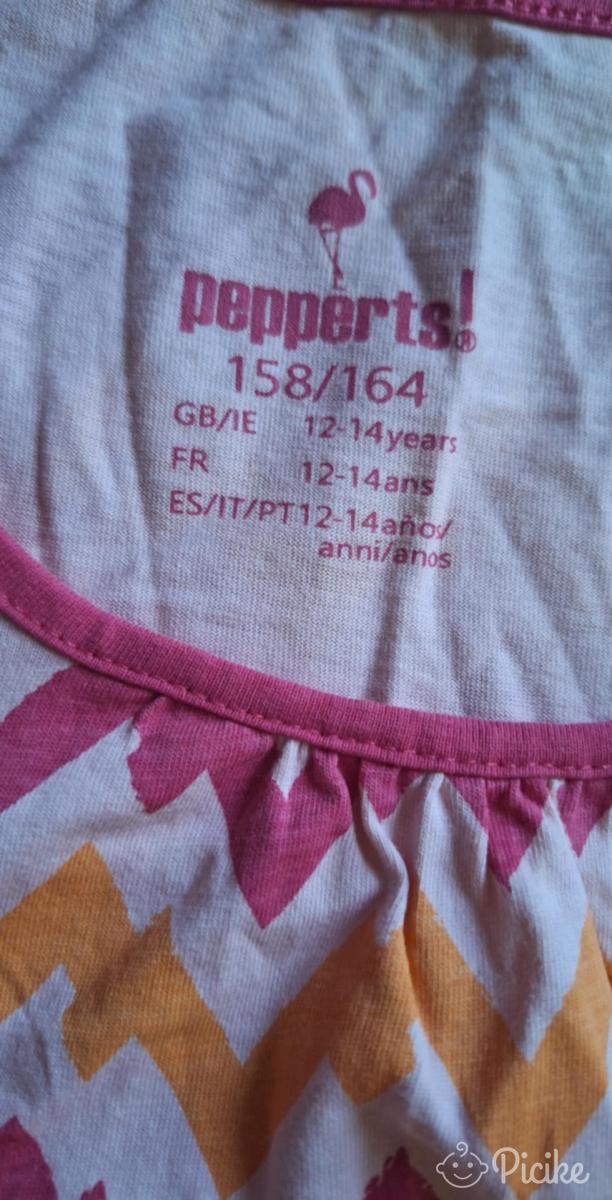 pepperts!®
158/164
GB/IE 12-14years
FR 12-14ans
ES/IT/PT12-14años/
anni/anos
Picike